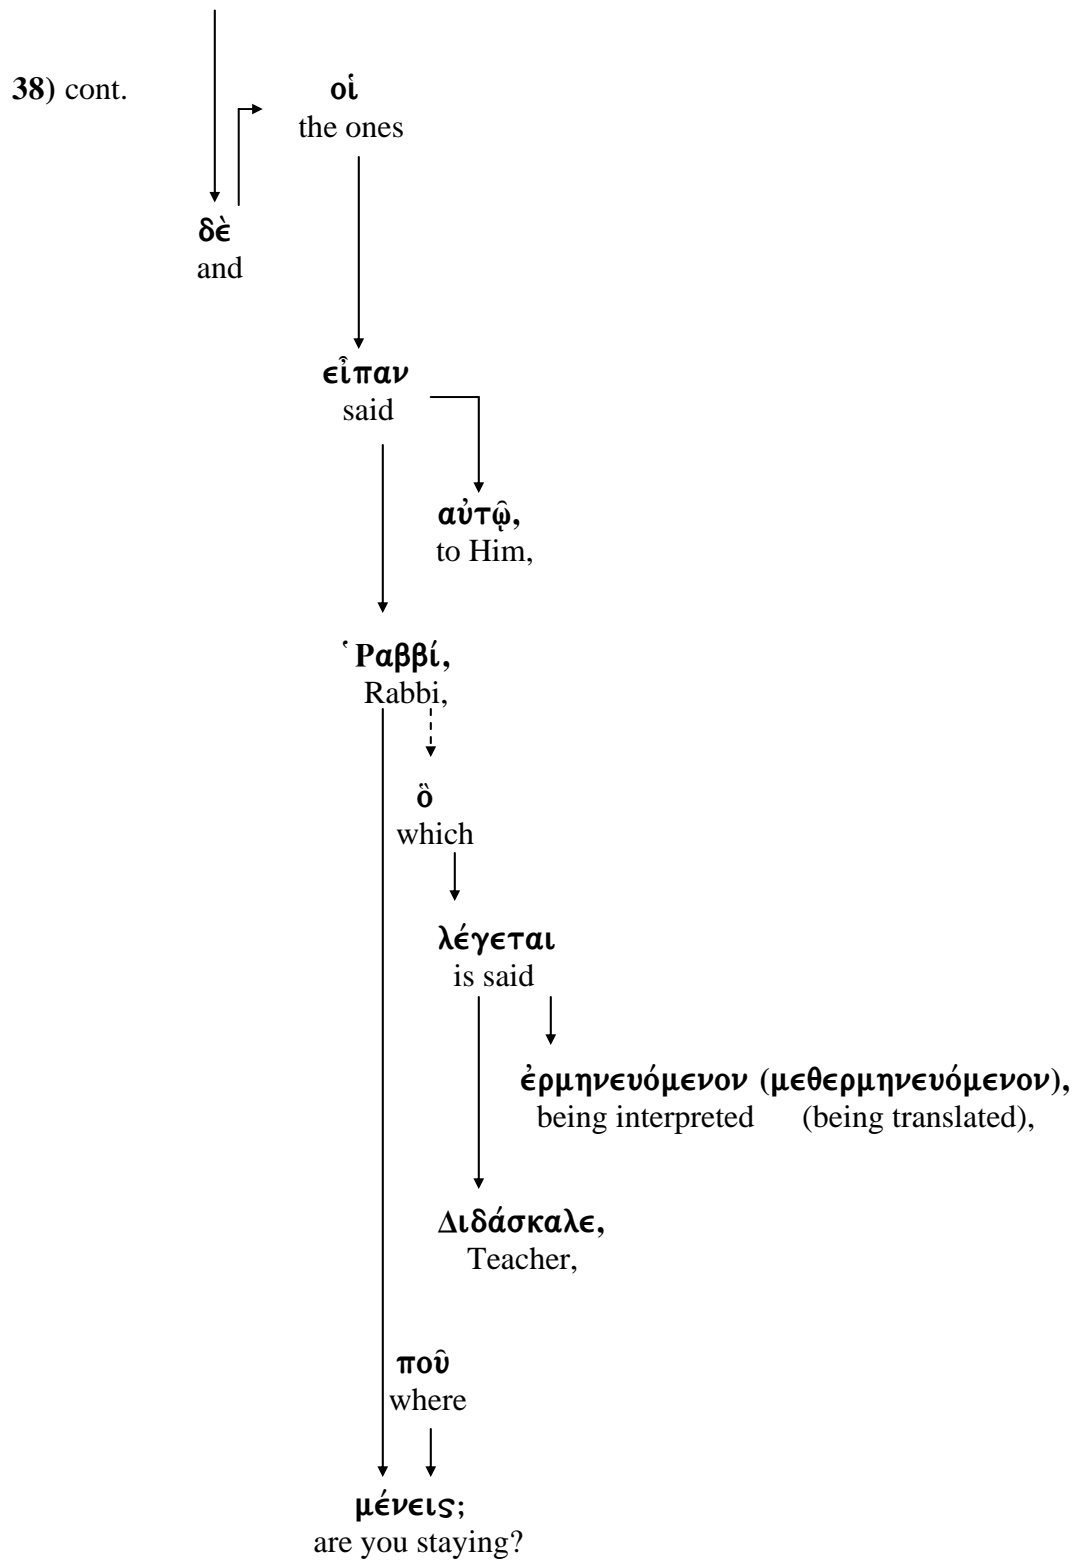 38) cont.
οἱ
the ones
δὲ
and
εἶπαν
said
αὐτῷ,
to Him,
Ῥαββί,
Rabbi,
ὃ
which
λέγεται
is said
ἐρμηνευόμενον (μεθερμηνευόμενον),
being interpreted (being translated),
Διδάσκαλε,
Teacher,
ποῦ
where
μένεις;
are you staying?